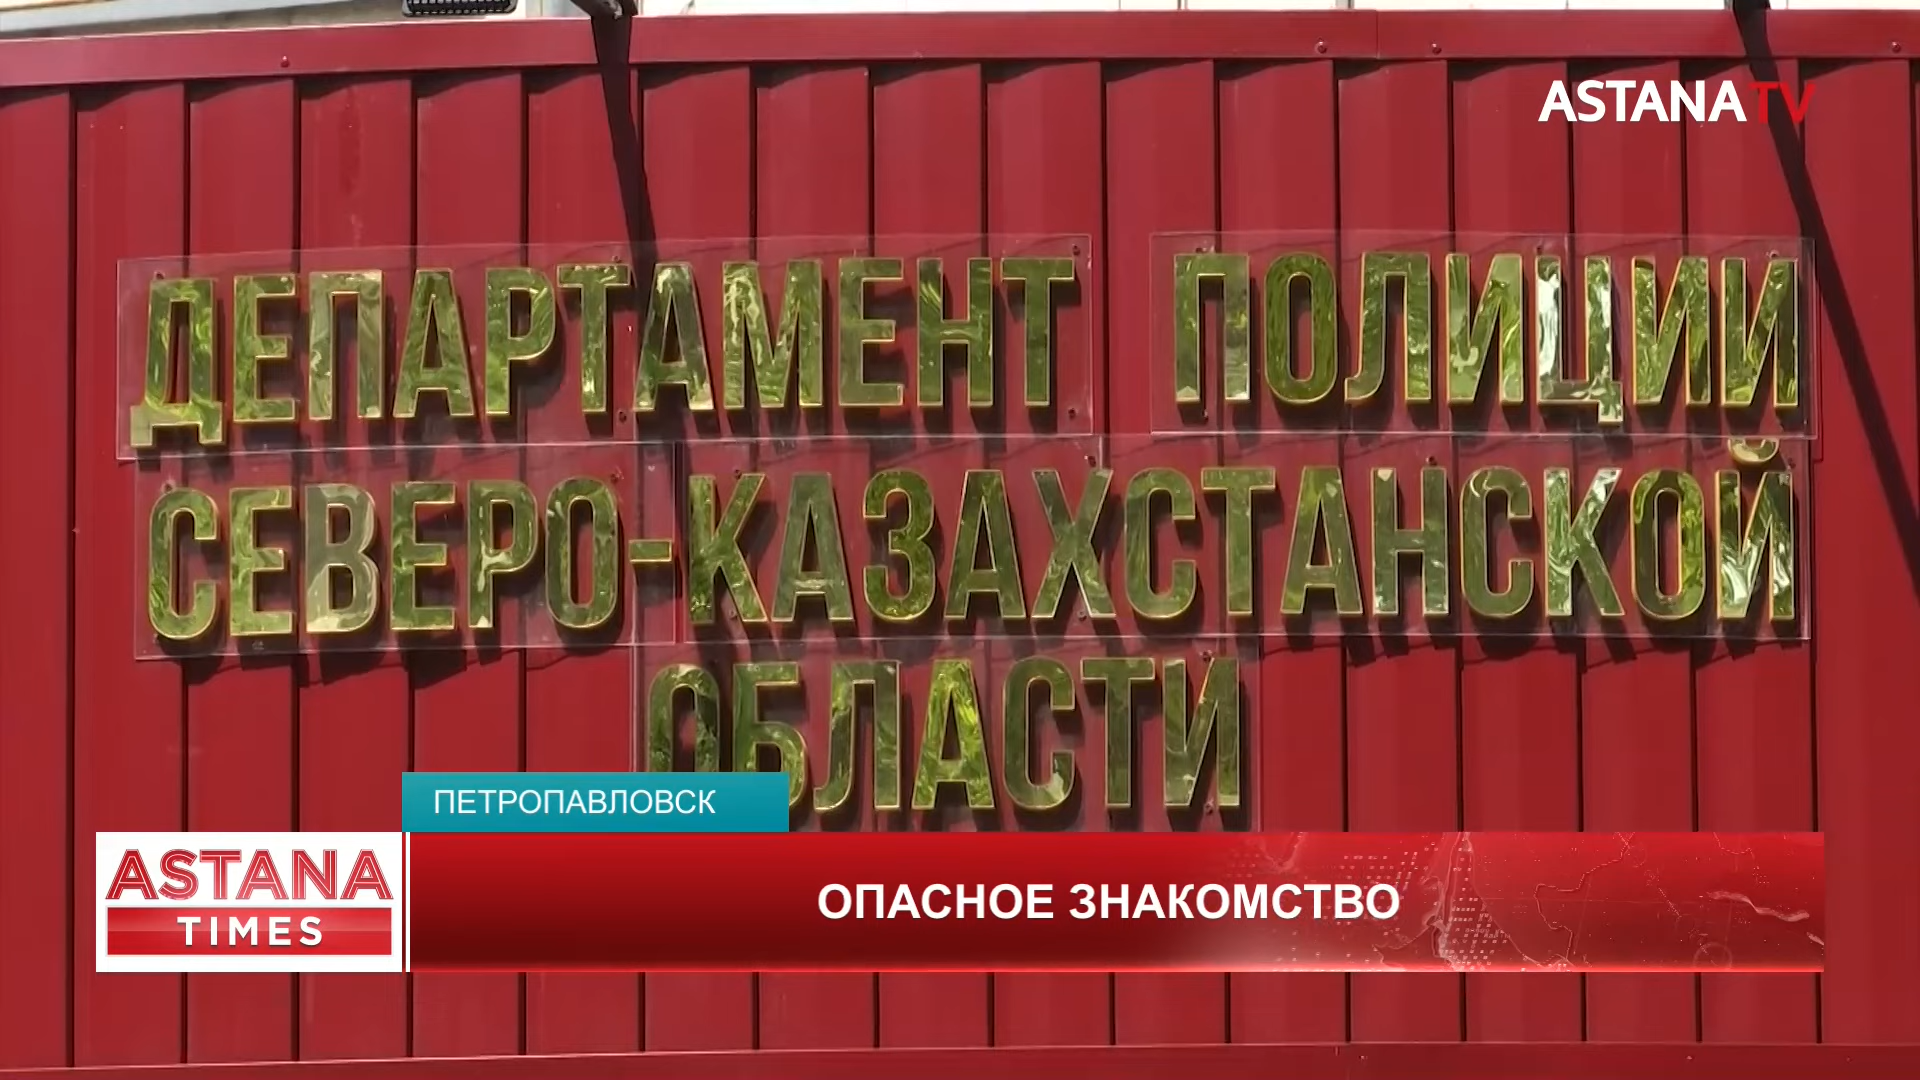 ASTANA TV
ДЕПАРТАМЕНТ ПОЛИЦИИ
СЕВЕРО-КАЗАХСТАНСКОЙ
ОБЛАСТИ
ПЕТРОПАВЛОВСК
ASTANA
TIMES
ОПАСНОЕ ЗНАКОМСТВО